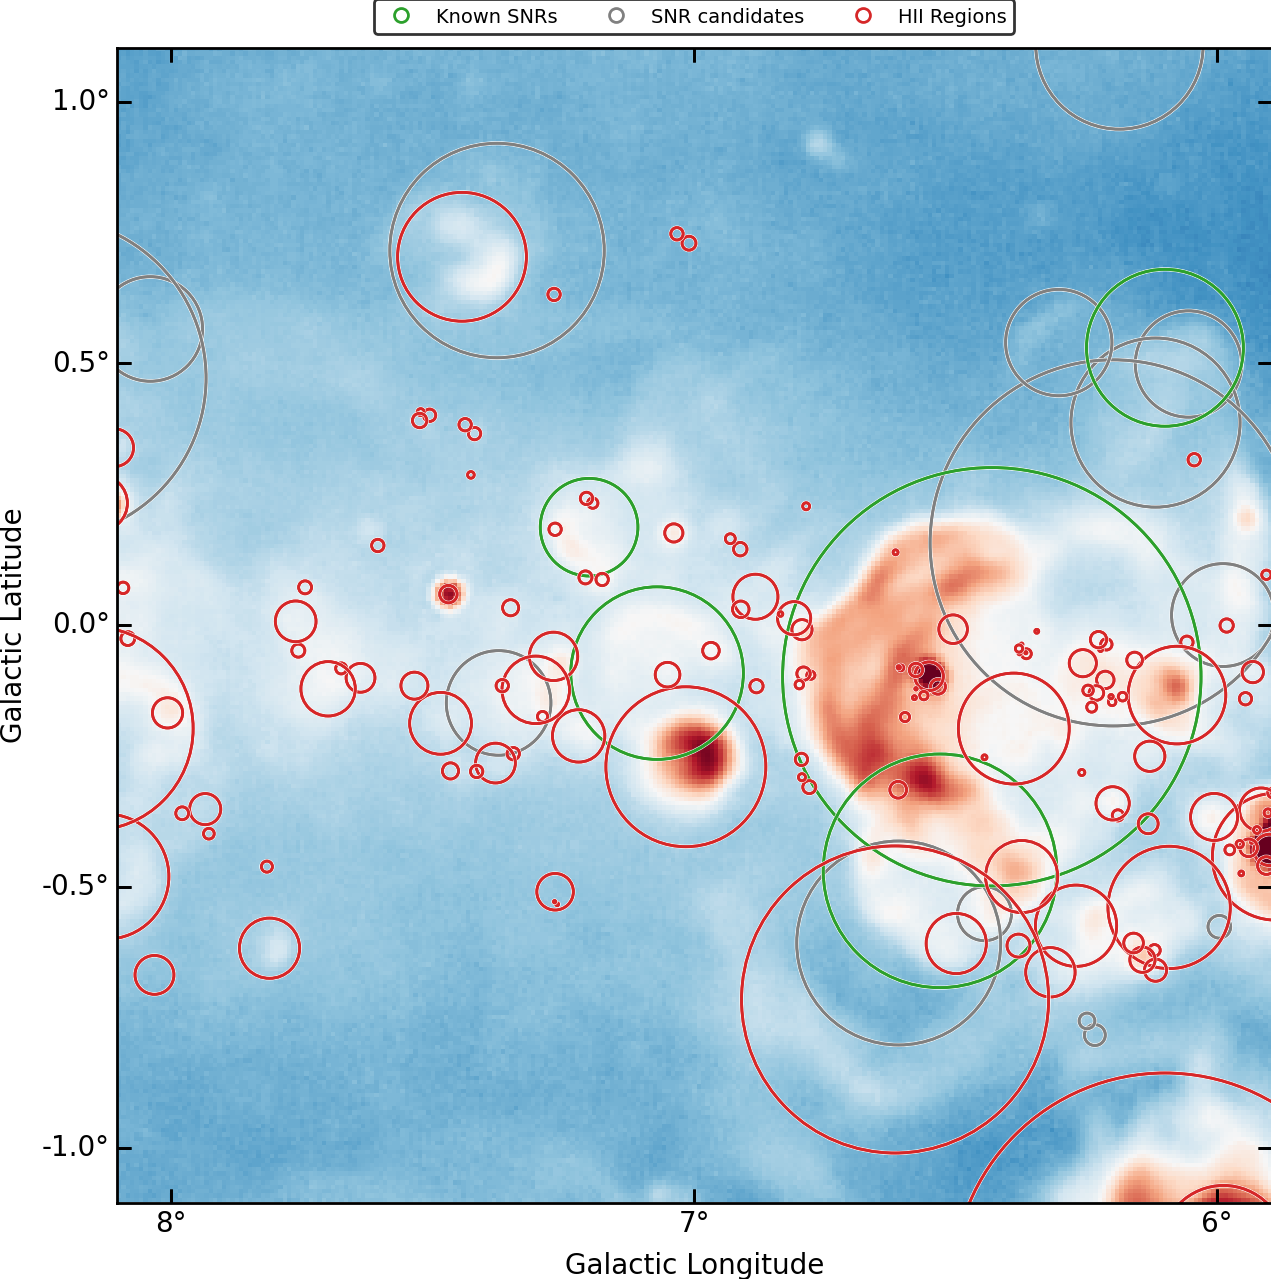 Known SNRs SNR candidates HII Regions
1.0°
0.5°
0.0°
-0.5°
-1.0°
Galactic Latitude
8° 7° 6°
Galactic Longitude